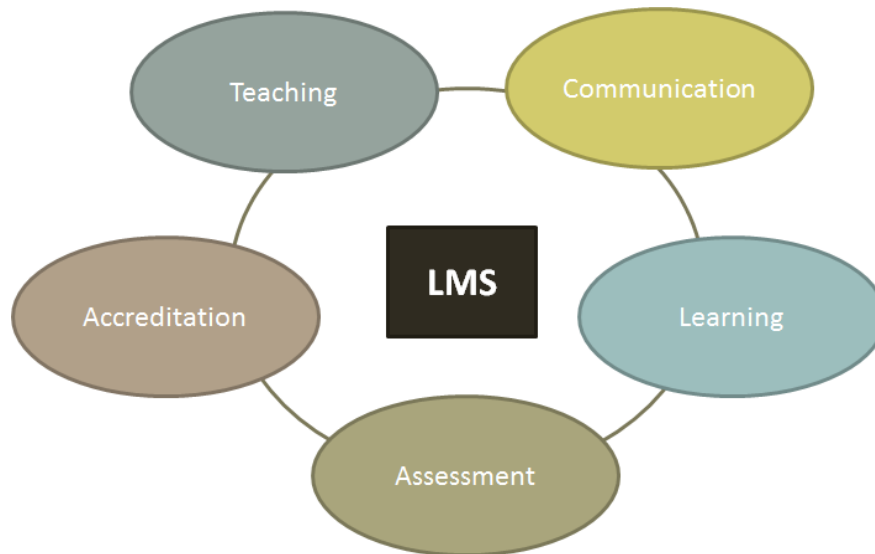 Teaching
Communication
LMS
Accreditation
Learning
Assessment